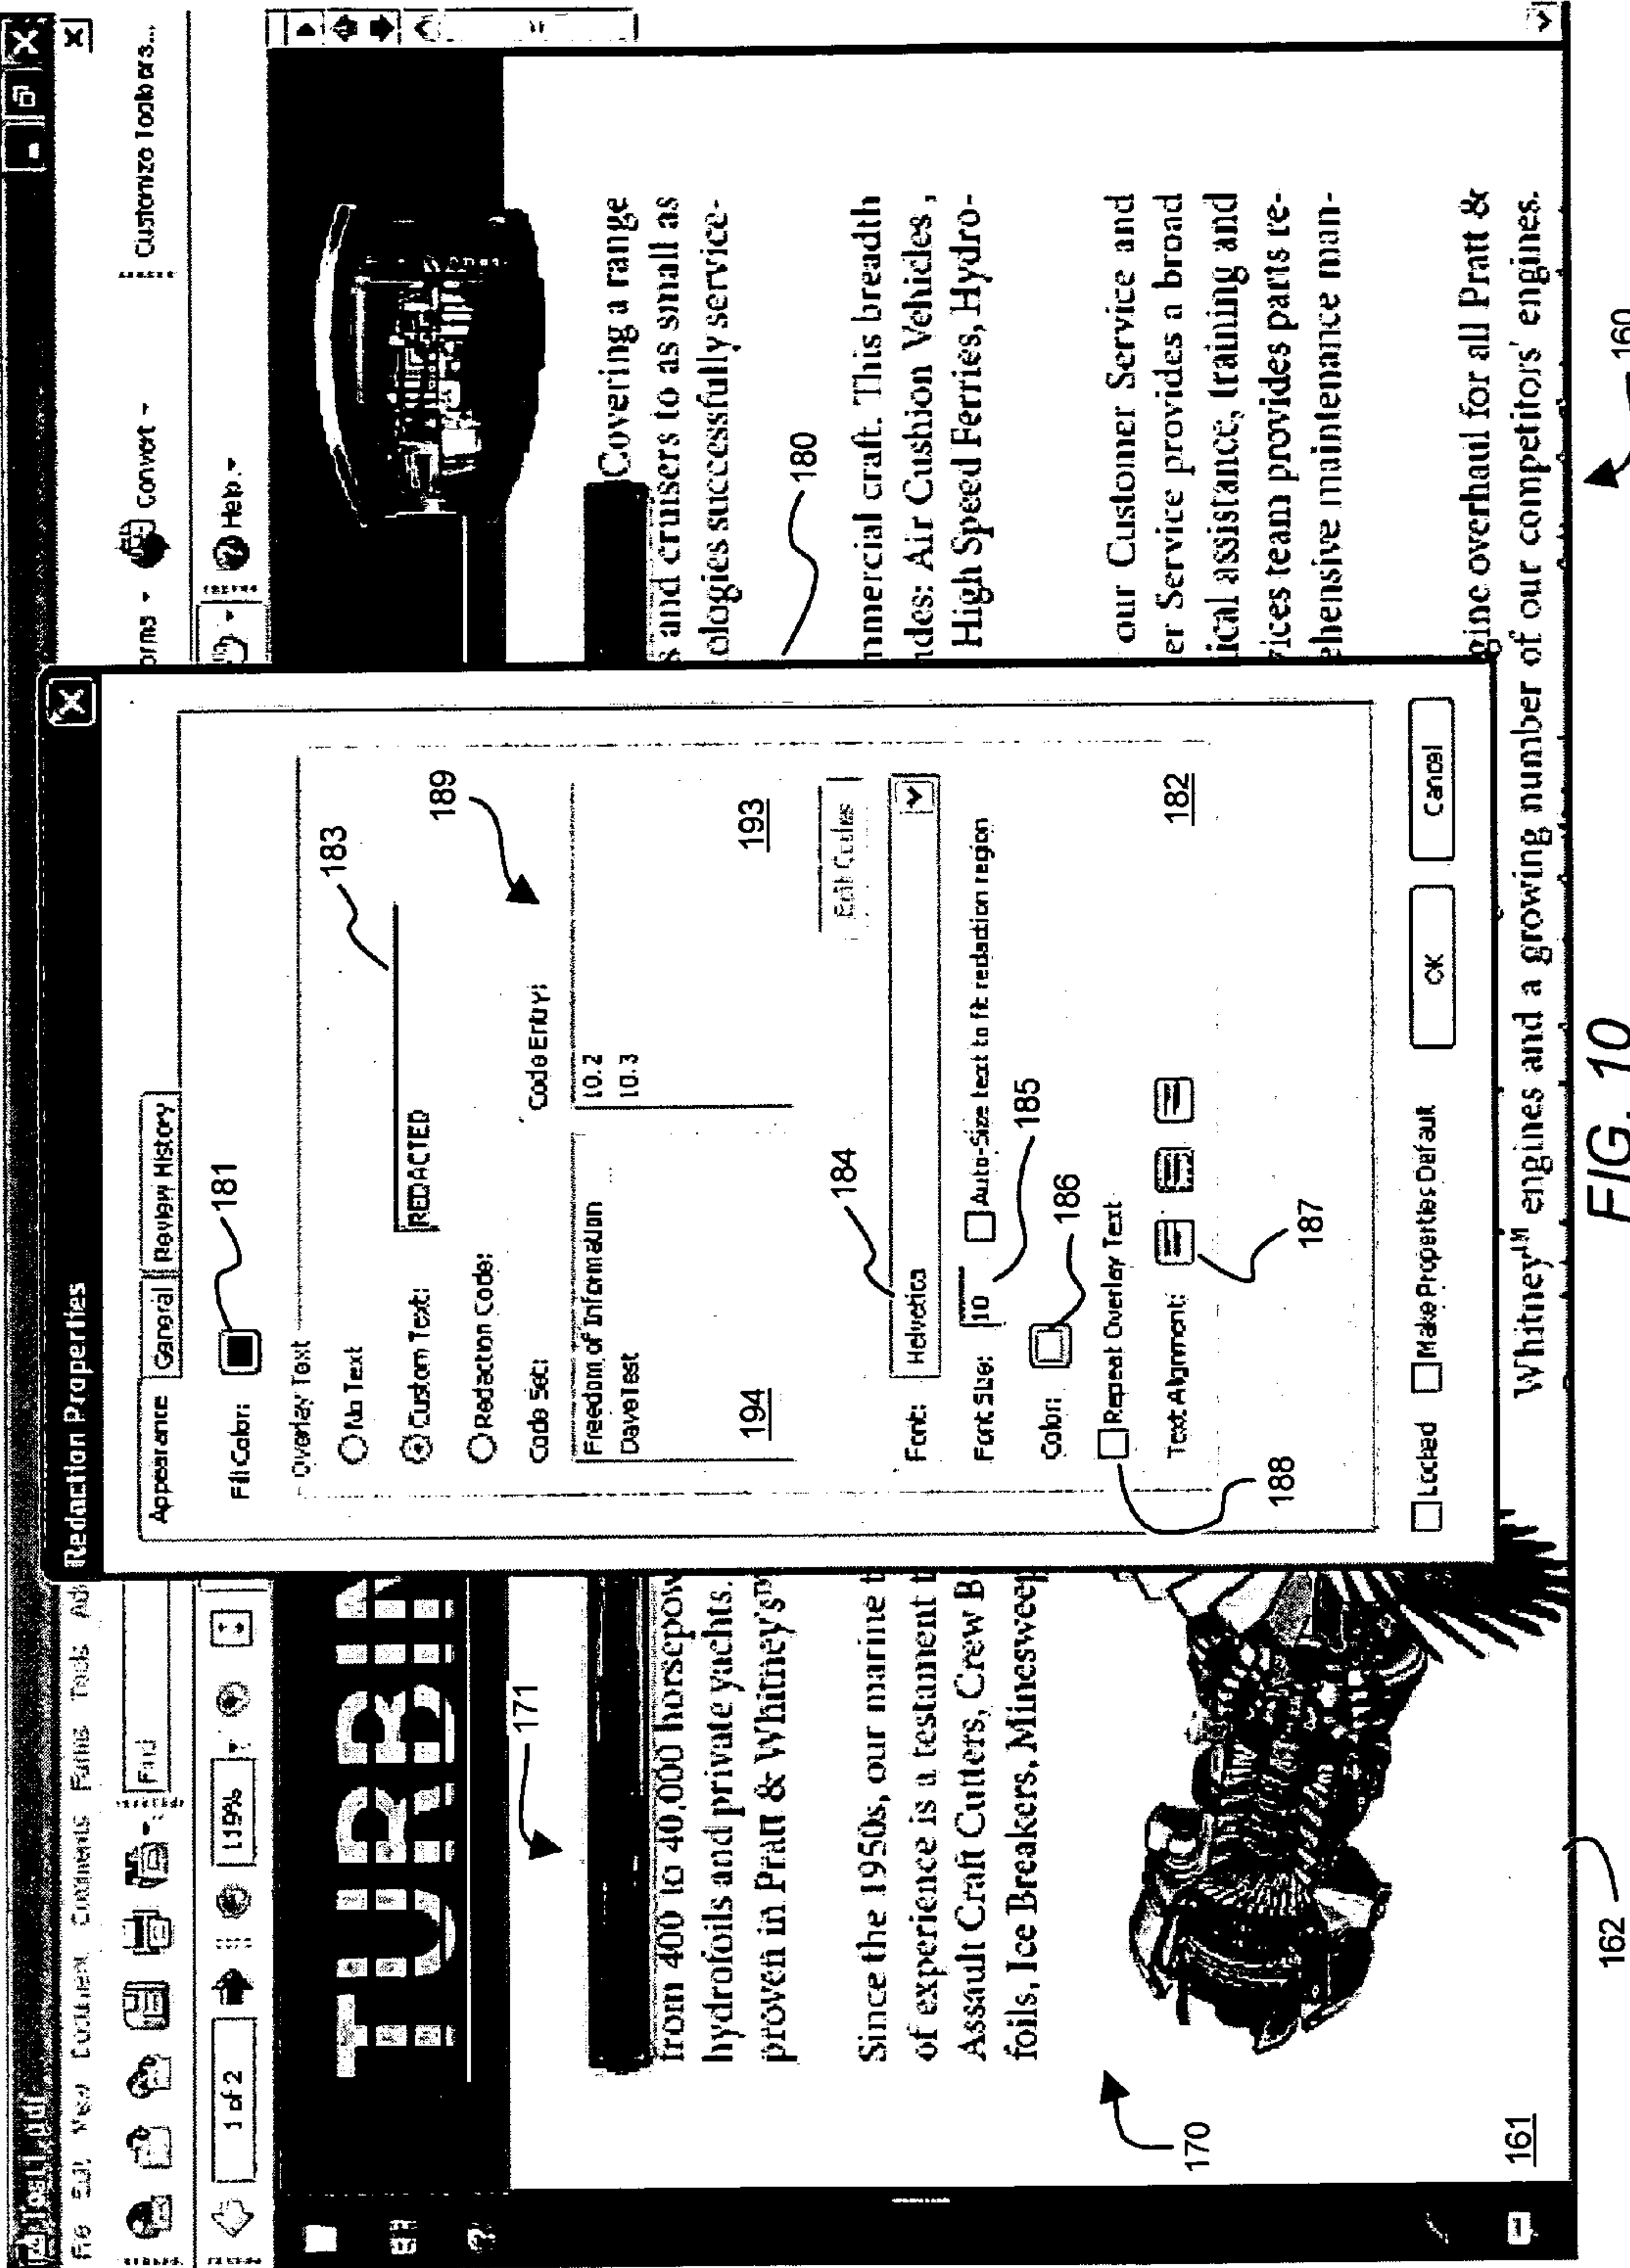 File Edit View Document Comments Forms Tools
Find
Forms
Convert
Customize Toolbars...
1 of 2
119%
Help
TURBIN
171
Covering a range
from 400 to 40,000 horsepow
s and cruisers to as small as
hydrofoils and private yachts.
ologies successfully service-
proven in Pratt & Whitney's™
180
Since the 1950s, our marine t
mmercial craft. This breadth
of experience is a testament t
ides: Air Cushion Vehicles ,
Assault Craft Cutters, Crew B
High Speed Ferries, Hydro-
foils, Ice Breakers, Minesweep
our Customer Service and
er Service provides a broad
ical assistance, training and
vices team provides parts re-
ehensive maintenance man-
170
gine overhaul for all Pratt &
Whitney™ engines and a growing number of our competitors' engines.
161
162
160
Redaction Properties
Appearance General Review History
Fill Color:
181
Overlay Text
No Text
183
Custom Text:
REDACTED
Redaction Code:
189
Code Set:
Code Entry:
Freedom of Information
10.2
DaveTest
10.3
194
193
Edit Codes
184
Font: Helvetica
Font Size: 10
Auto-Size text to fit redaction region
185
Color:
186
Repeat Overlay Text
Text Alignment:
182
188
187
Locked
Make Properties Default
OK
Cancel
FIG. 10